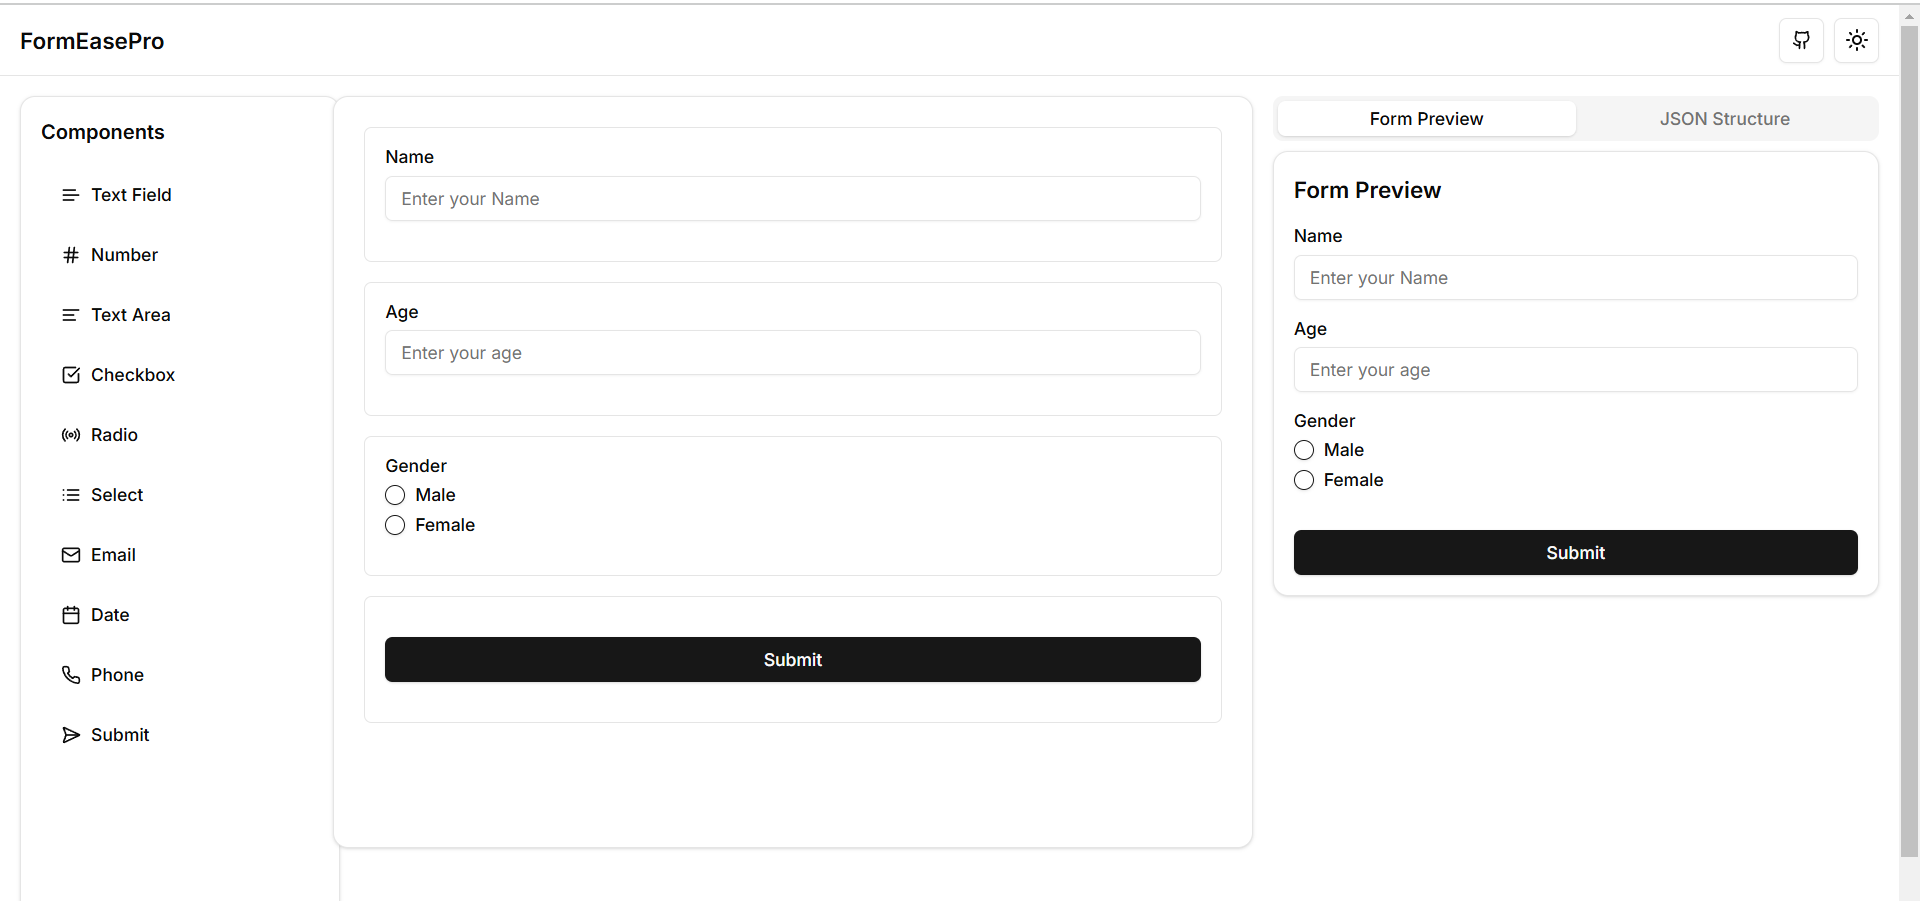 FormEasePro
Components
Text Field
Number
Text Area
Checkbox
Radio
Select
Email
Date
Phone
Submit
Name
Enter your Name
Age
Enter your age
Gender
Male
Female
Submit
Form Preview
JSON Structure
Form Preview
Name
Enter your Name
Age
Enter your age
Gender
Male
Female
Submit